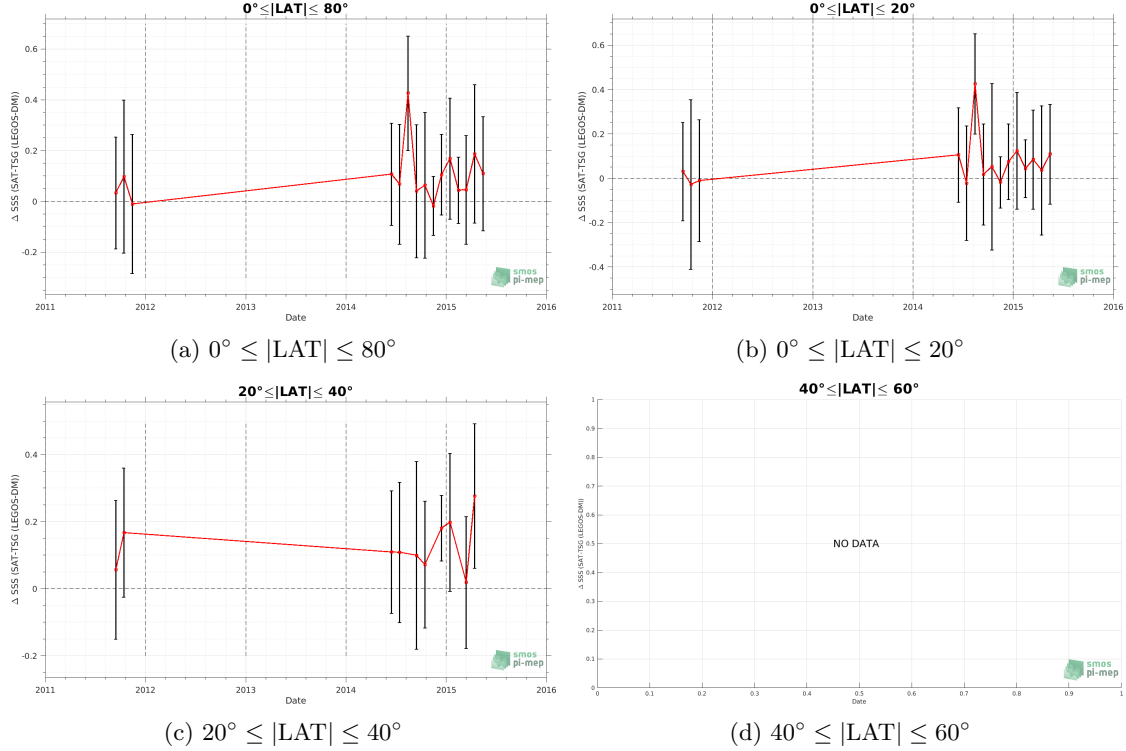 0°≤|LAT|≤ 80°
Δ SSS (SAT-TSG (LEGOS-DM))
0.6
0.4
0.2
0
-0.2
2011 2012 2013 2014 2015 2016
Date
smos
pi-mep
(a) 0° ≤ |LAT| ≤ 80°
0°≤|LAT|≤ 20°
Δ SSS (SAT-TSG (LEGOS-DM))
0.6
0.4
0.2
0
-0.2
-0.4
2011 2012 2013 2014 2015 2016
Date
smos
pi-mep
(b) 0° ≤ |LAT| ≤ 20°
20°≤|LAT|≤ 40°
Δ SSS (SAT-TSG (LEGOS-DM))
0.4
0.2
0
-0.2
2011 2012 2013 2014 2015 2016
Date
smos
pi-mep
(c) 20° ≤ |LAT| ≤ 40°
40°≤|LAT|≤ 60°
Δ SSS (SAT-TSG (LEGOS-DM))
1
0.9
0.8
0.7
0.6
0.5
0.4
0.3
0.2
0.1
0
NO DATA
0 0.1 0.2 0.3 0.4 0.5 0.6 0.7 0.8 0.9 1
Date
smos
pi-mep
(d) 40° ≤ |LAT| ≤ 60°